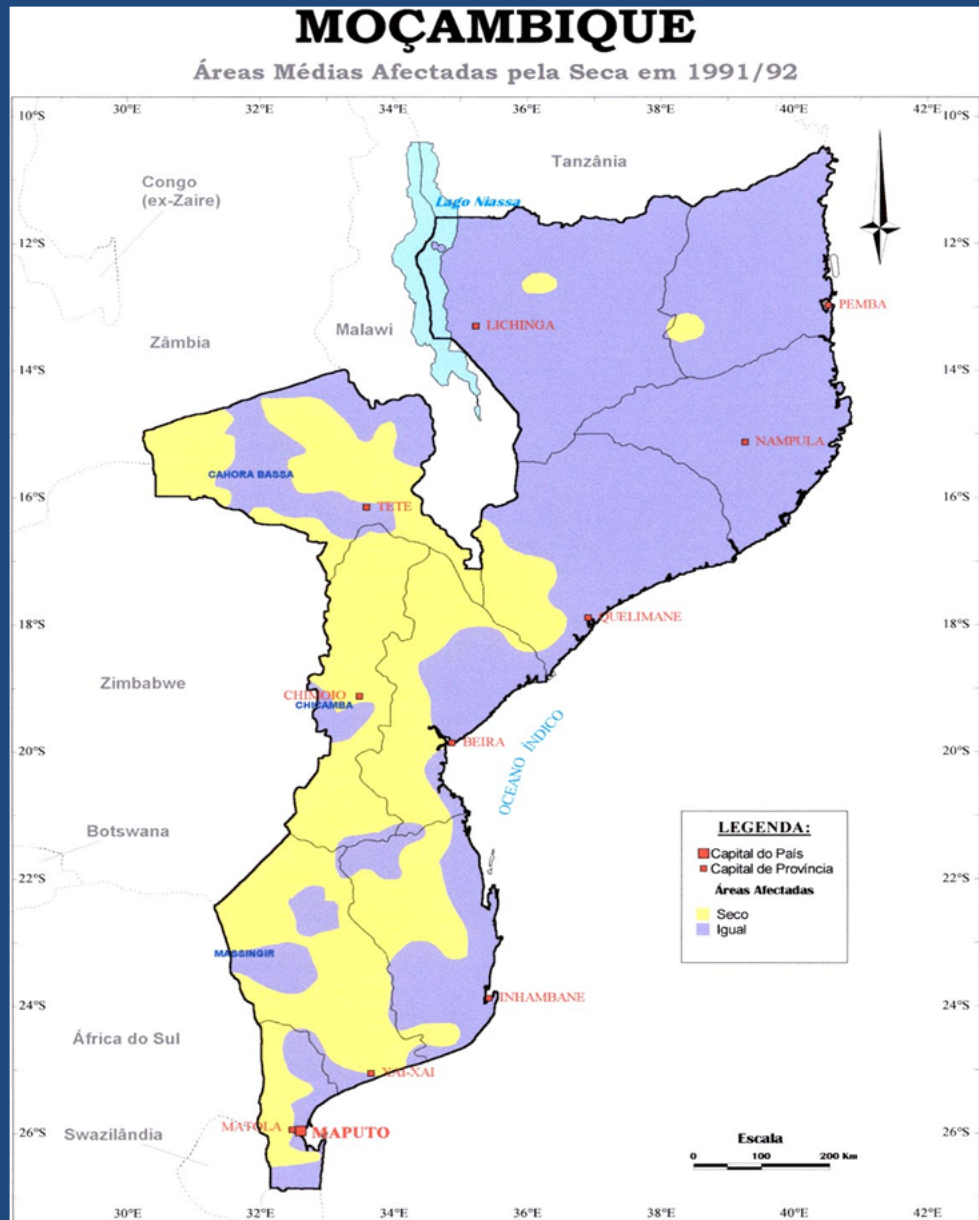 MOÇAMBIQUE
Áreas Médias Afectadas pela Seca em 1991/92
30°E 32°E 34°E 36°E 38°E 40°E 42°E
10°S 10°S
Tanzânia
Congo
(ex-Zaire)
Lago Niassa
12°S 12°S
PEMBA
LICHINGA
Malawi
Zâmbia
14°S 14°S
NAMPULA
CAHORA BASSA
16°S 16°S
TETE
QUELIMANE
18°S 18°S
Zimbabwe
CHIMOIO
CHICAMBA
BEIRA
20°S 20°S
OCEANO ÍNDICO
Botswana
LEGENDA:
Capital do País
Capital de Província
Áreas Afectadas
Seco
Igual
22°S 22°S
MASSINGIR
INHAMBANE
24°S 24°S
África do Sul
XAI-XAI
MATOLA
MAPUTO
26°S 26°S
Swazilândia
Escala
0 100 200 Km
30°E 32°E 34°E 36°E 38°E 40°E 42°E